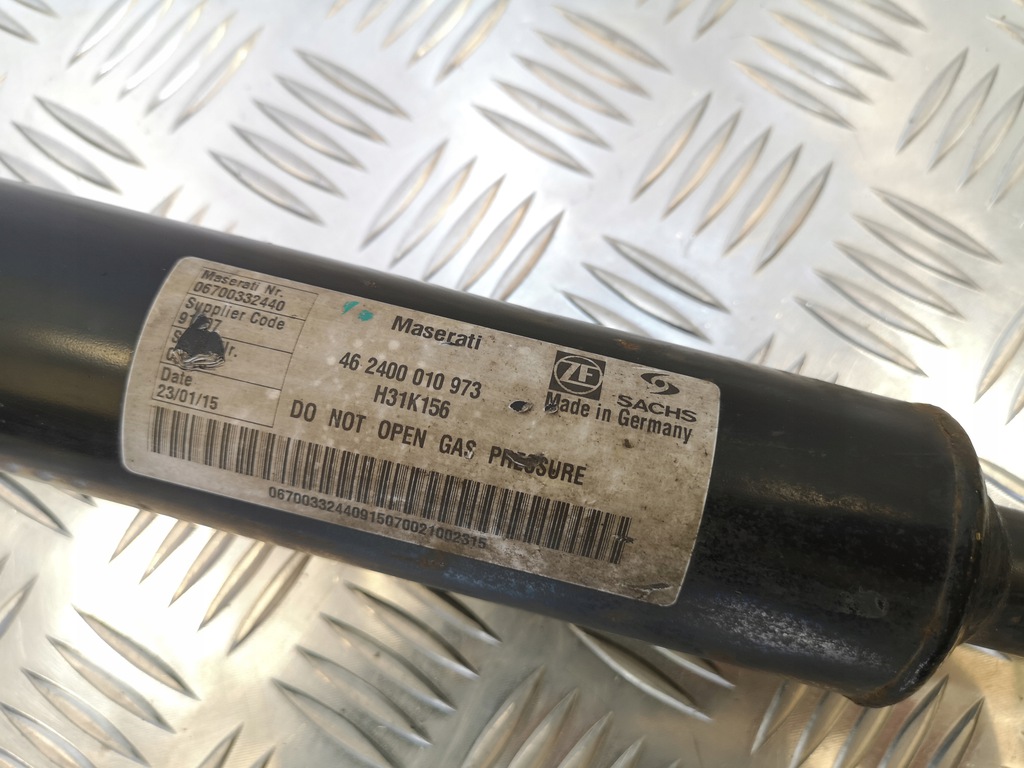 Maserati Nr.
06700332440
Supplier Code
Date
23/01/15
Maserati
46 2400 010 973
H31K156
DO NOT OPEN GAS PRESSURE
ZF
SACHS
Made in Germany
06700332440915070021002315